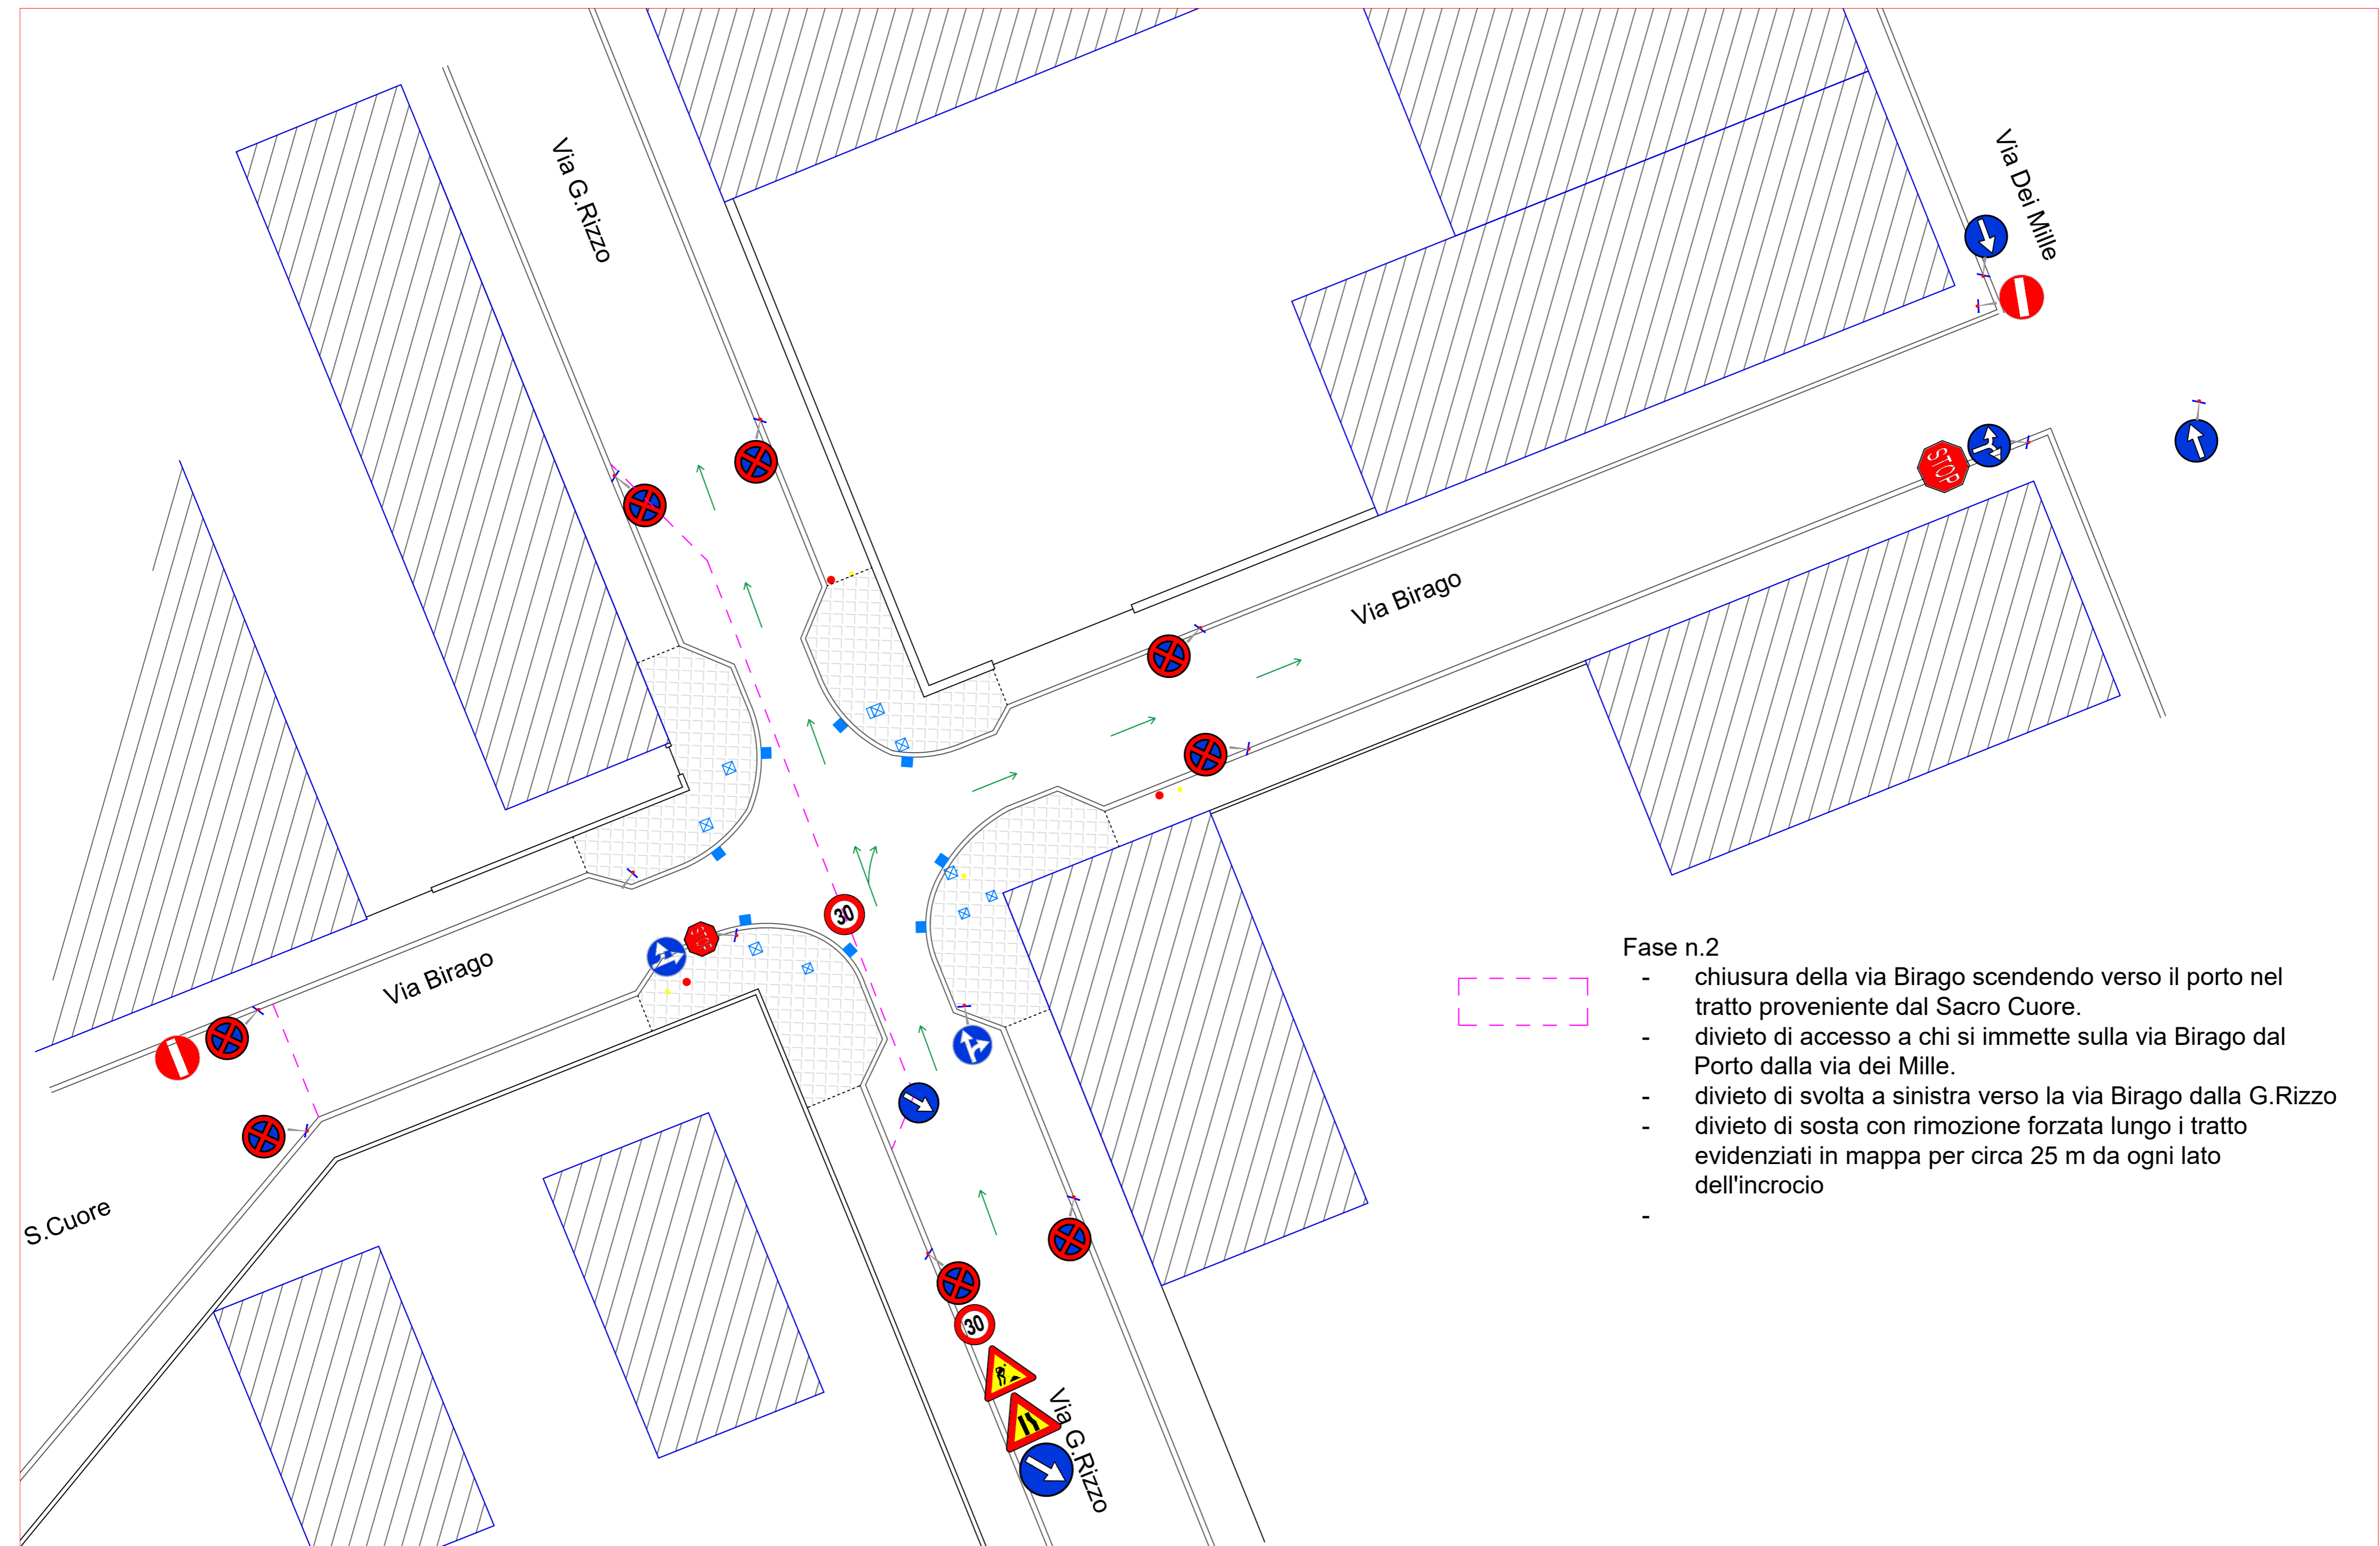 Via G.Rizzo
Via Dei Mille
STOP
Via Birago
30
STOP
Via Birago
S.Cuore
30
Via G.Rizzo
Fase n.2
- chiusura della via Birago scendendo verso il porto nel
tratto proveniente dal Sacro Cuore.
- divieto di accesso a chi si immette sulla via Birago dal
Porto dalla via dei Mille.
- divieto di svolta a sinistra verso la via Birago dalla G.Rizzo
- divieto di sosta con rimozione forzata lungo i tratto
evidenziati in mappa per circa 25 m da ogni lato
dell'incrocio
-